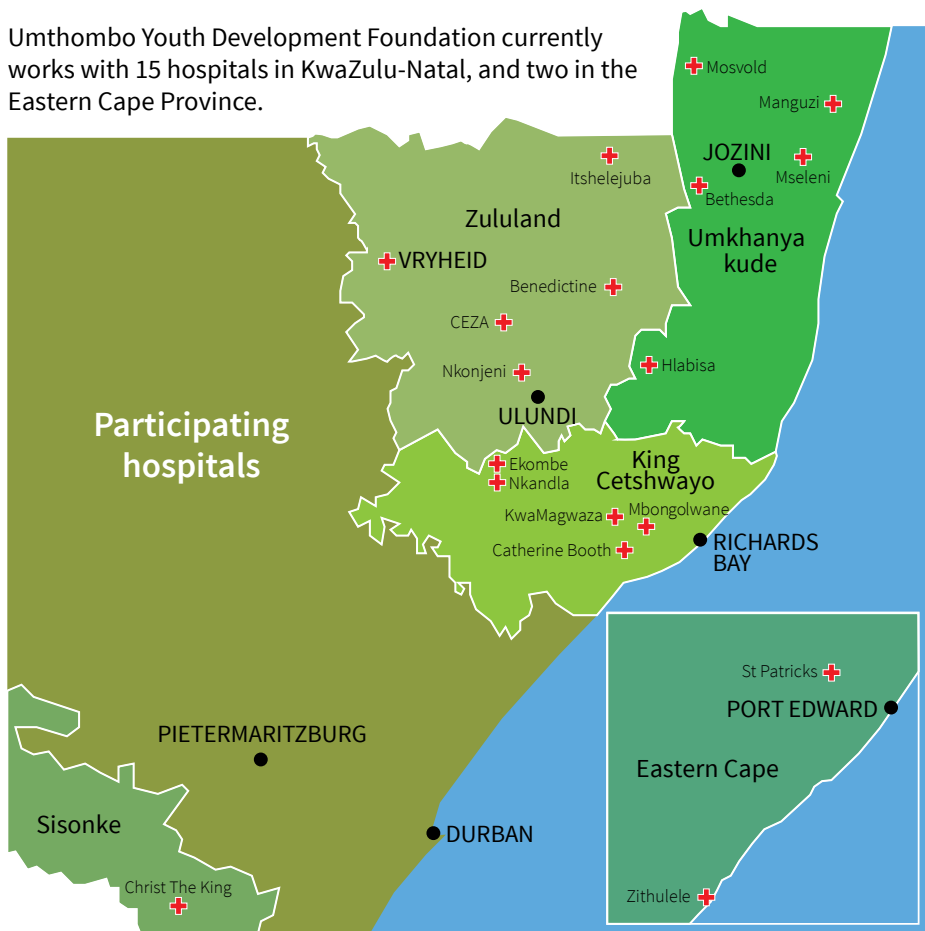 Umthombo Youth Development Foundation currently
works with 15 hospitals in KwaZulu-Natal, and two in the
Eastern Cape Province.
Mosvold
Manguzi
JOZINI
Mseleni
Itshelejuba
Bethesda
Zululand
Umkhanya
kude
VRYHEID
Benedictine
CEZA
Hlabisa
Nkonjeni
ULUNDI
Participating
hospitals
Ekombe
Nkandla
King
Cetshwayo
KwaMagwaza
Mbongolwane
Catherine Booth
RICHARDS
BAY
St Patricks
PORT EDWARD
PIETERMARITZBURG
Eastern Cape
Sisonke
DURBAN
Christ The King
Zithulele